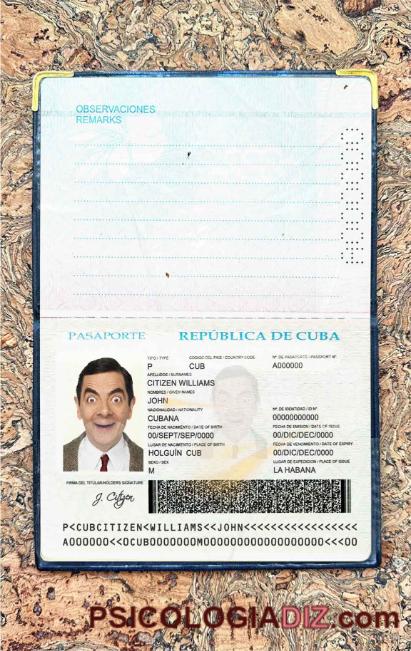 OBSERVACIONES
REMARKS
PASAPORTE REPÚBLICA DE CUBA
TIPO / TYPE CODIGO DEL PAIS / COUNTRY CODE Nº DE PASAPORTE / PASSPORT Nº
P CUB A000000
APELLIDOS / SURNAMES
CITIZEN WILLIAMS
NOMBRES / GIVEN NAMES
JOHN
NACIONALIDAD / NATIONALITY Nº DE IDENTIDAD / ID Nº
CUBANA 00000000000
FECHA DE NACIMIENTO / DATE OF BIRTH FECHA DE EMISION / DATE OF ISSUE
00/SEPT/SEP/0000 00/DIC/DEC/0000
LUGAR DE NACIMIENTO / PLACE OF BIRTH FECHA DE VENCIMIENTO / DATE OF EXPIRY
HOLGUÍN CUB 00/DIC/DEC/0000
SEXO / SEX LUGAR DE EXPEDICION / PLACE OF ISSUE
M LA HABANA
FIRMA DEL TITULAR/HOLDERS SIGNATURE
J. Citizen
P<CUBCITIZEN<WILLIAMS<<JOHN<<<<<<<<<<<<<<<<<
A000000<<0CUB0000000M00000000000000000000<<<00
PSICOLOGIADIZ.com